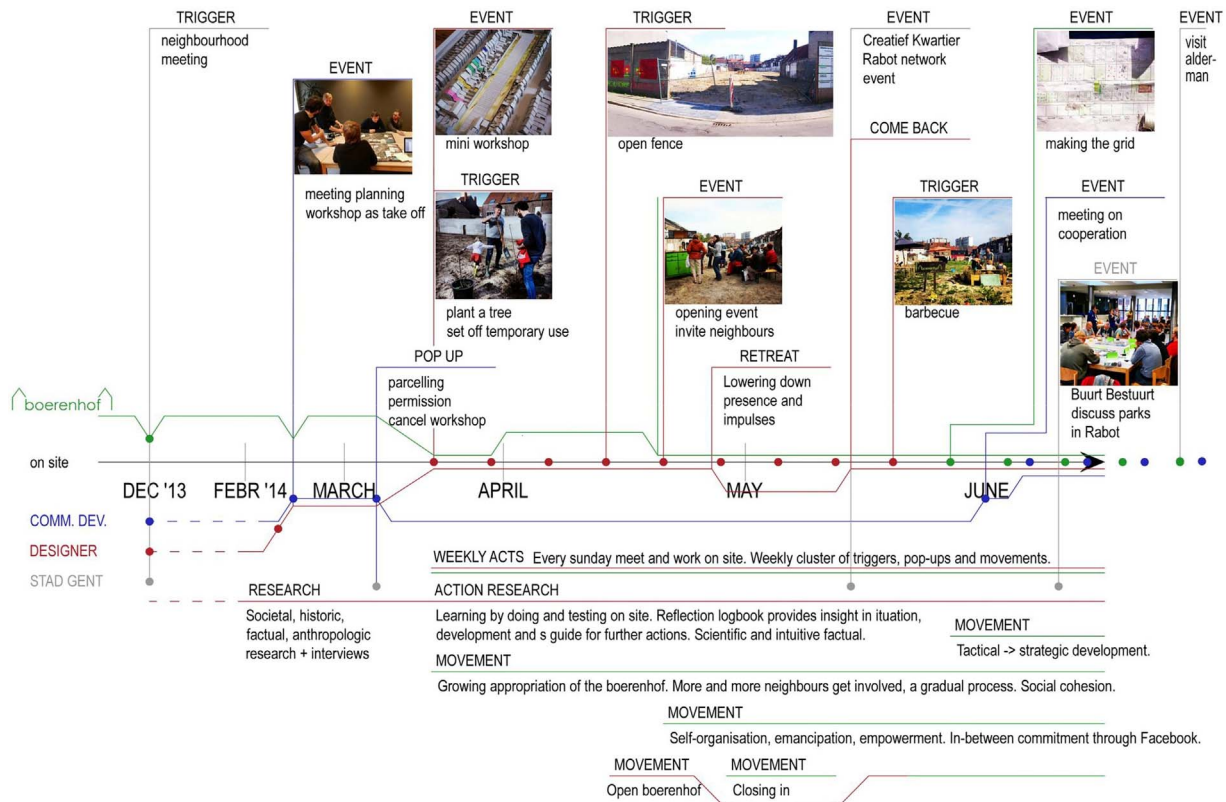 TRIGGER
neighbourhood
meeting
EVENT
meeting planning
workshop as take off
EVENT
mini workshop
TRIGGER
plant a tree
set off temporary use
POP UP
parcelling
permission
cancel workshop
TRIGGER
open fence
EVENT
opening event
invite neighbours
RETREAT
Lowering down
presence and
impulses
EVENT
Creatief Kwartier
Rabot network
event
COME BACK
TRIGGER
barbecue
EVENT
making the grid
EVENT
meeting on
cooperation
EVENT
Buurt Bestuurt
discuss parks
in Rabot
EVENT
visit
alder-
man
boerenhof
on site
DEC '13
FEBR '14
MARCH
APRIL
MAY
JUNE
COMM. DEV.
DESIGNER
STAD GENT
WEEKLY ACTS Every sunday meet and work on site. Weekly cluster of triggers, pop-ups and movements.
RESEARCH
Societal, historic,
factual, anthropologic
research + interviews
ACTION RESEARCH
Learning by doing and testing on site. Reflection logbook provides insight in ituation,
development and s guide for further actions. Scientific and intuitive factual.
MOVEMENT
Tactical -> strategic development.
MOVEMENT
Growing appropriation of the boerenhof. More and more neighbours get involved, a gradual process. Social cohesion.
MOVEMENT
Self-organisation, emancipation, empowerment. In-between commitment through Facebook.
MOVEMENT
Open boerenhof
MOVEMENT
Closing in